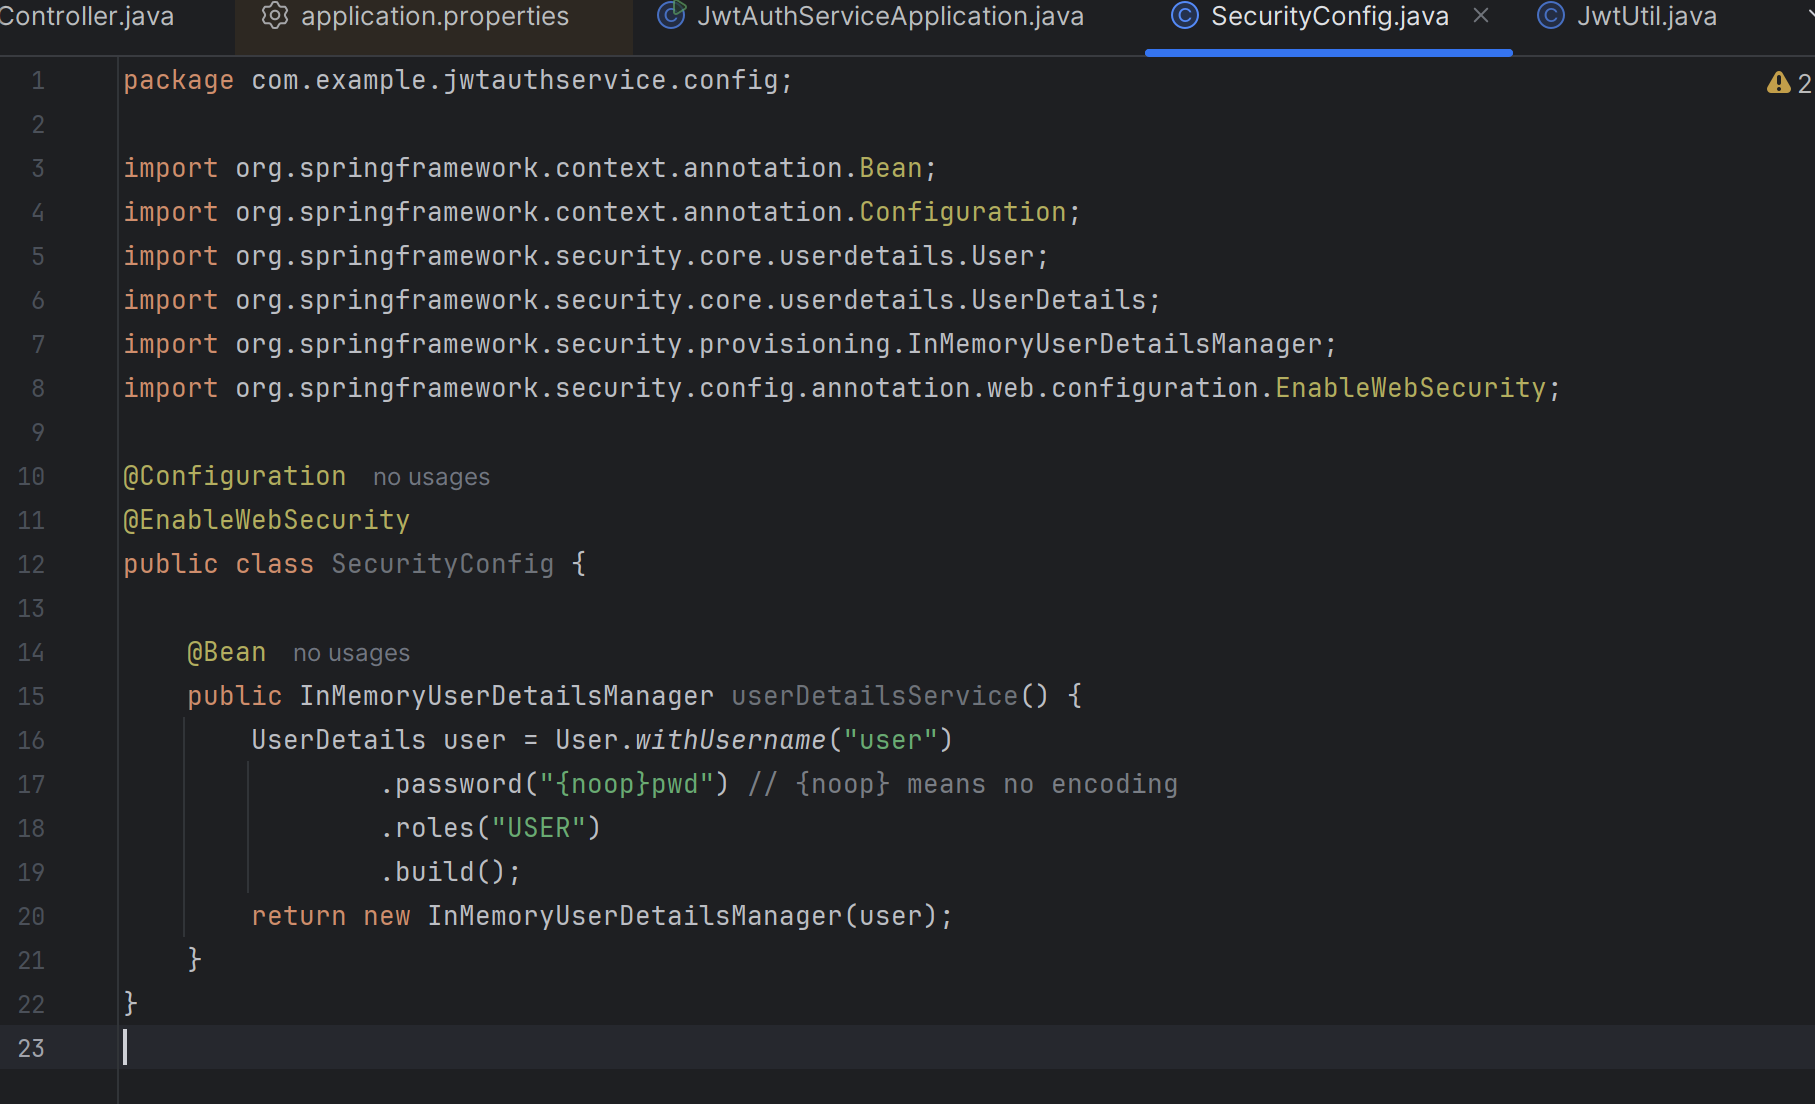 Controller.java application.properties JwtAuthServiceApplication.java SecurityConfig.java JwtUtil.java
1 package com.example.jwtauthservice.config; 2
2
3 import org.springframework.context.annotation.Bean;
4 import org.springframework.context.annotation.Configuration;
5 import org.springframework.security.core.userdetails.User;
6 import org.springframework.security.core.userdetails.UserDetails;
7 import org.springframework.security.provisioning.InMemoryUserDetailsManager;
8 import org.springframework.security.config.annotation.web.configuration.EnableWebSecurity;
9
10 @Configuration no usages
11 @EnableWebSecurity
12 public class SecurityConfig {
13
14 @Bean no usages
15 public InMemoryUserDetailsManager userDetailsService() {
16 UserDetails user = User.withUsername("user")
17 .password("{noop}pwd") // {noop} means no encoding
18 .roles("USER")
19 .build();
20 return new InMemoryUserDetailsManager(user);
21 }
22 }
23